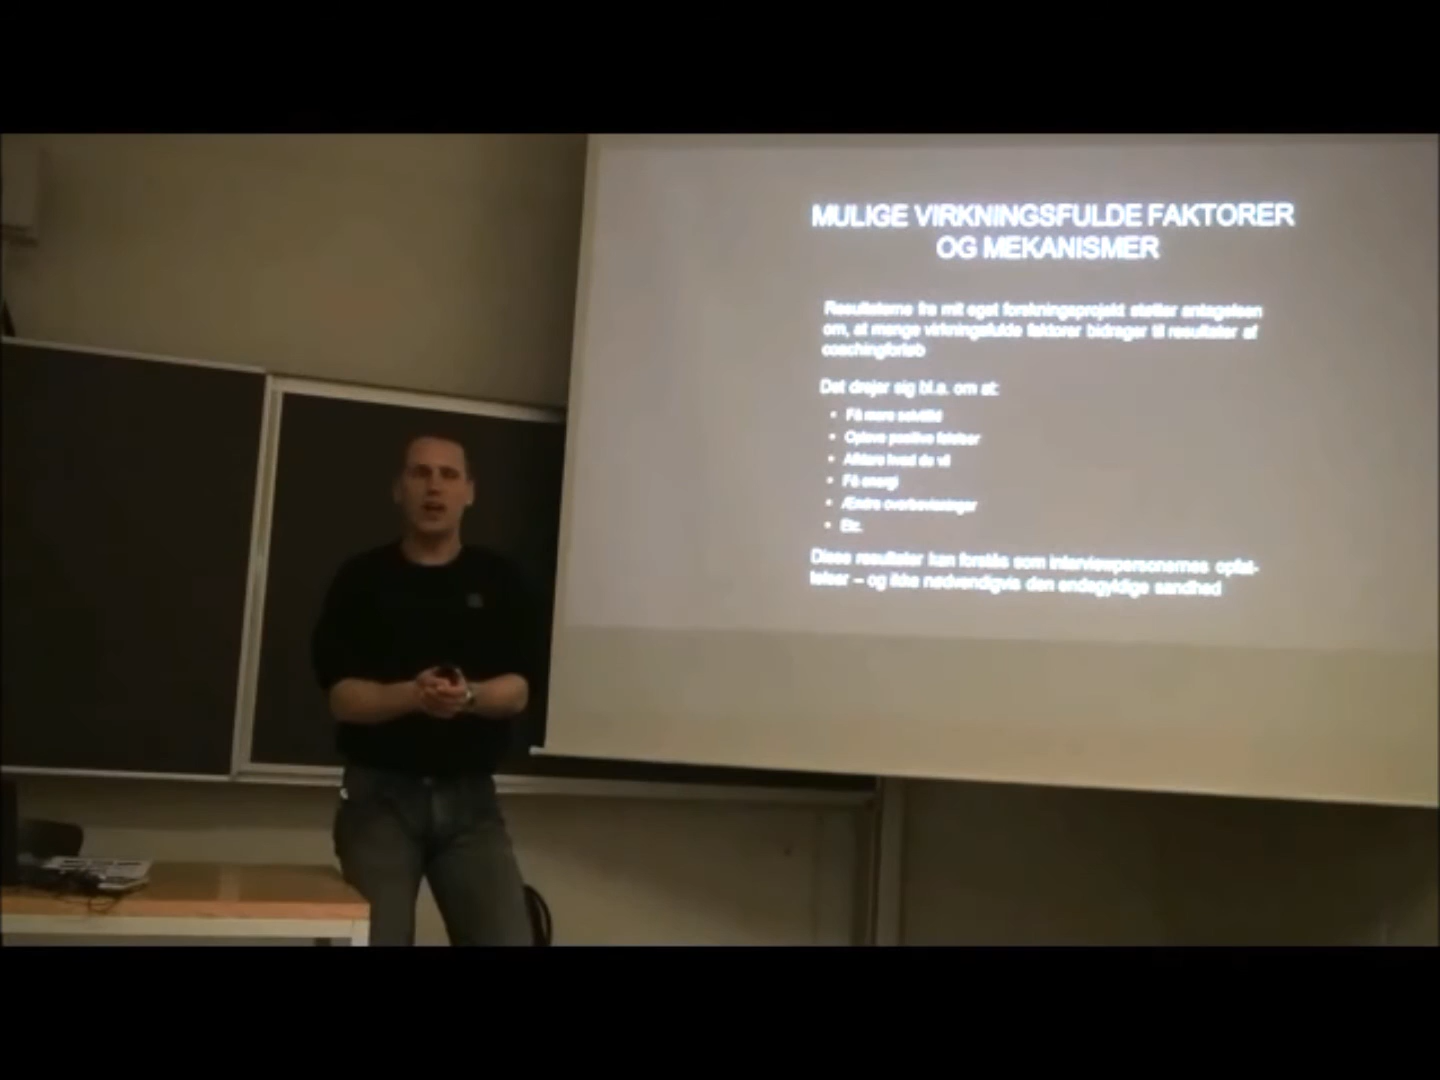 MULIGE VIRKNINGSFULDE FAKTORER
OG MEKANISMER
Resultaterne fra mit eget forskningsprojekt støtter antagelsen
om, at mange virkningsfulde faktorer bidrager til resultater af
coachingforløb
Det drejer sig bl.a. om at:
• Få mere selvtillid
• Opleve positive følelser
• Afklare hvad du vil
• Få energi
• Ændre overbevisninger
• Etc.
Disse resultater kan forstås som interviewpersonernes opfat-
telser – og ikke nødvendigvis den endegyldige sandhed